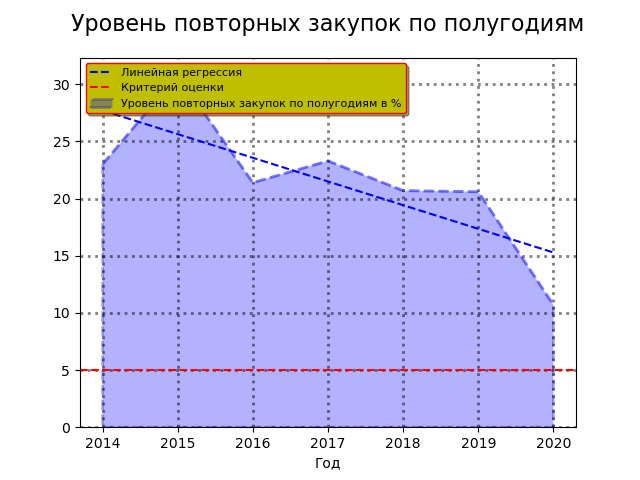 Уровень повторных закупок по полугодиям
Линейная регрессия
Критерий оценки
Уровень повторных закупок по полугодиям в %
30
25
20
15
10
5
0
2014 2015 2016 2017 2018 2019 2020
Год